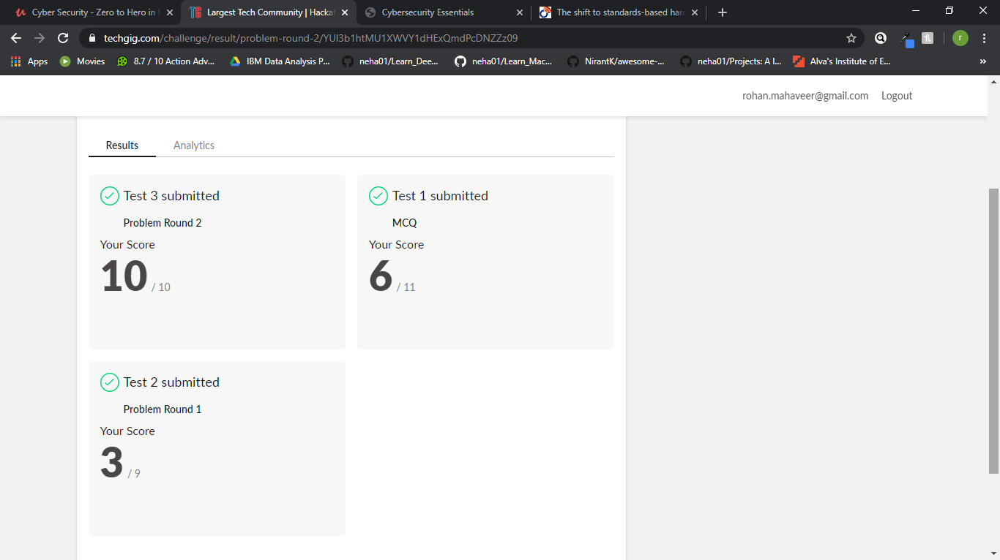 Cyber Security - Zero to Hero in
Largest Tech Community | Hackat
Cybersecurity Essentials
The shift to standards-based hard
techgig.com/challenge/result/problem-round-2/YUl3b1htMU1XWVY1dHExQmdPcDNZZz09
r
Apps
Movies
8.7 / 10 Action Adv...
IBM Data Analysis P...
neha01/Learn_Dee...
neha01/Learn_Mac...
NirantK/awesome-...
neha01/Projects: A l...
Alva's Institute of E...
rohan.mahaveer@gmail.com Logout
Results Analytics
Test 3 submitted
Problem Round 2
Your Score
10 / 10
Test 1 submitted
MCQ
Your Score
6 / 11
Test 2 submitted
Problem Round 1
Your Score
3 / 9